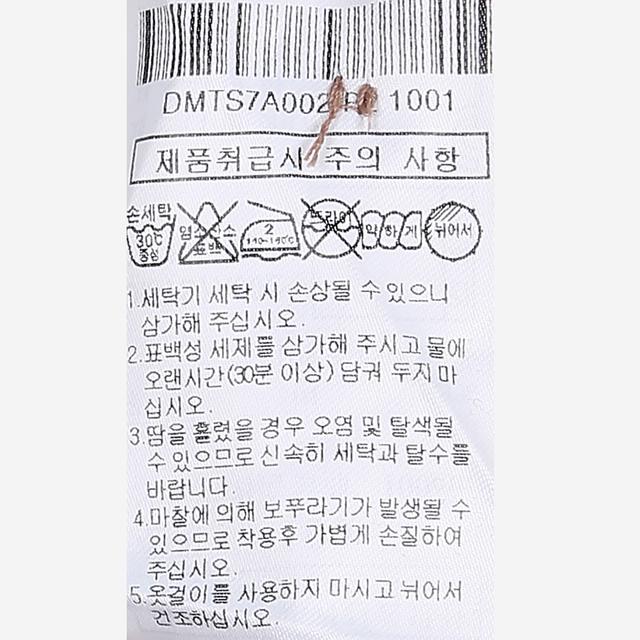 DMTS7A002 1001
제품취급시 주의 사항
손세탁 30℃ 중성
염소산소 표백
2 140~160℃
드라이
약하게
뉘어서
1.세탁기 세탁 시 손상될 수 있으니
삼가해 주십시오.
2.표백성 세제를 삼가해 주시고 물에
오랜시간(30분 이상) 담궈 두지 마
십시오.
3.땀을 흘렸을 경우 오염 및 탈색될
수 있으므로 신속히 세탁과 탈수를
바랍니다.
4.마찰에 의해 보푸라기가 발생될 수
있으므로 착용후 가볍게 손질하여
주십시오.
5.옷걸이를 사용하지 마시고 뉘어서
건조하십시오.